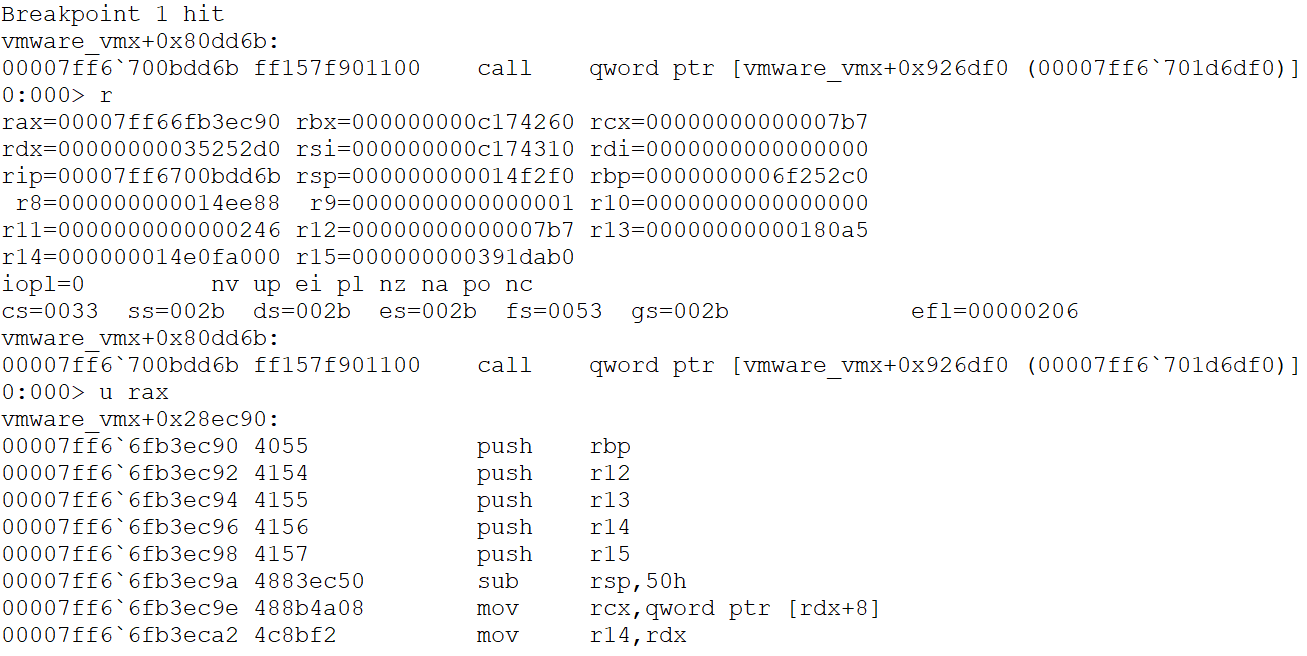 Breakpoint 1 hit
vmware_vmx+0x80dd6b:
00007ff6`700bdd6b ff157f901100    call    qword ptr [vmware_vmx+0x926df0 (00007ff6`701d6df0)]
0:000> r
rax=00007ff66fb3ec90 rbx=000000000c174260 rcx=00000000000007b7
rdx=00000000035252d0 rsi=000000000c174310 rdi=0000000000000000
rip=00007ff6700bdd6b rsp=000000000014f2f0 rbp=0000000006f252c0
 r8=000000000014ee88  r9=0000000000000001 r10=0000000000000000
r11=0000000000000246 r12=00000000000007b7 r13=00000000000180a5
r14=000000014e0fa000 r15=000000000391dab0
iopl=0         nv up ei pl nz na po nc
cs=0033  ss=002b  ds=002b  es=002b  fs=0053  gs=002b             efl=00000206
vmware_vmx+0x80dd6b:
00007ff6`700bdd6b ff157f901100    call    qword ptr [vmware_vmx+0x926df0 (00007ff6`701d6df0)]
0:000> u rax
vmware_vmx+0x28ec90:
00007ff6`6fb3ec90 4055            push    rbp
00007ff6`6fb3ec92 4154            push    r12
00007ff6`6fb3ec94 4155            push    r13
00007ff6`6fb3ec96 4156            push    r14
00007ff6`6fb3ec98 4157            push    r15
00007ff6`6fb3ec9a 4883ec50        sub     rsp,50h
00007ff6`6fb3ec9e 488b4a08        mov     rcx,qword ptr [rdx+8]
00007ff6`6fb3eca2 4c8bf2          mov     r14,rdx